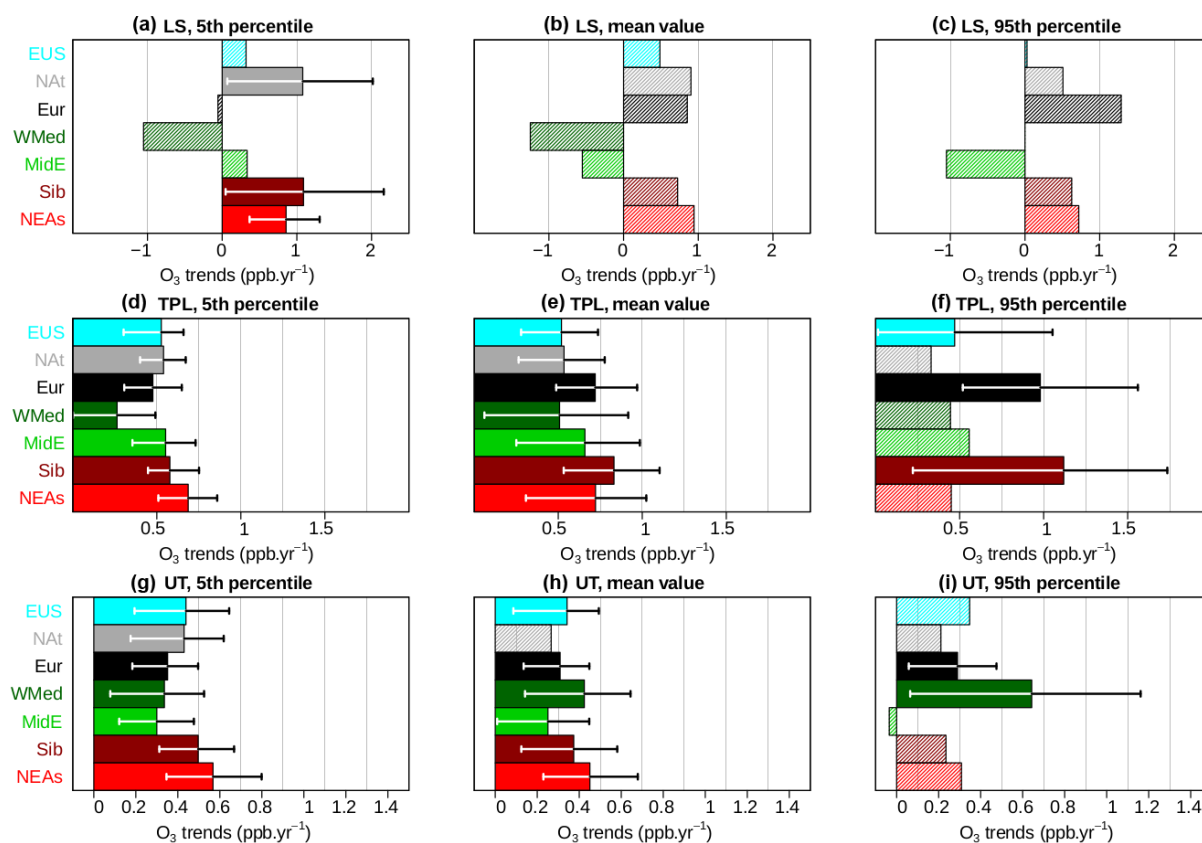 (a) LS, 5th percentile
(b) LS, mean value
(c) LS, 95th percentile
EUS
NAt
Eur
WMed
MidE
Sib
NEAs
−1 0 1 2
−1 0 1 2
−1 0 1 2
O₃ trends (ppb.yr⁻¹)
O₃ trends (ppb.yr⁻¹)
O₃ trends (ppb.yr⁻¹)
(d) TPL, 5th percentile
(e) TPL, mean value
(f) TPL, 95th percentile
EUS
NAt
Eur
WMed
MidE
Sib
NEAs
0.5 1 1.5
0.5 1 1.5
0.5 1 1.5
O₃ trends (ppb.yr⁻¹)
O₃ trends (ppb.yr⁻¹)
O₃ trends (ppb.yr⁻¹)
(g) UT, 5th percentile
(h) UT, mean value
(i) UT, 95th percentile
EUS
NAt
Eur
WMed
MidE
Sib
NEAs
0 0.2 0.4 0.6 0.8 1 1.2 1.4
0 0.2 0.4 0.6 0.8 1 1.2 1.4
0 0.2 0.4 0.6 0.8 1 1.2 1.4
O₃ trends (ppb.yr⁻¹)
O₃ trends (ppb.yr⁻¹)
O₃ trends (ppb.yr⁻¹)